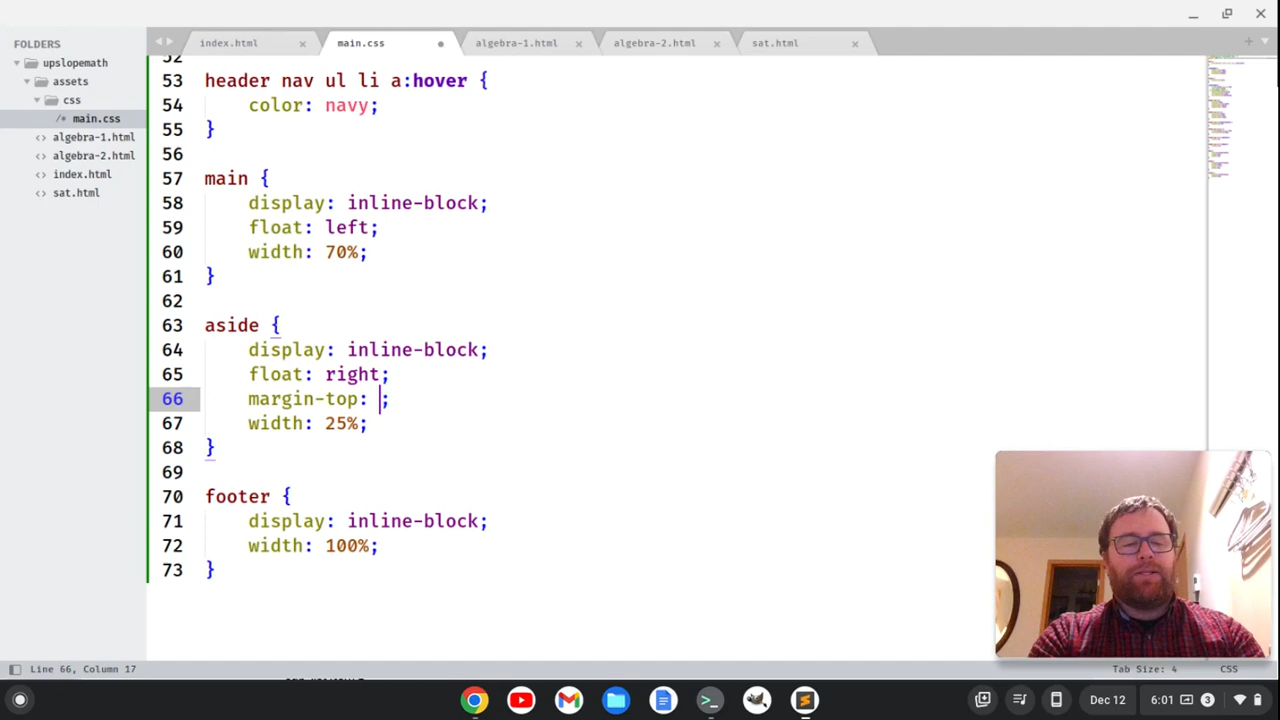 FOLDERS
upslopemath
assets
css
/* main.css
<> algebra-1.html
<> algebra-2.html
<> index.html
<> sat.html
index.html × main.css algebra-1.html × algebra-2.html × sat.html ×
52
53 header nav ul li a:hover {
54 color: navy;
55 }
56
57 main {
58 display: inline-block;
59 float: left;
60 width: 70%;
61 }
62
63 aside {
64 display: inline-block;
65 float: right;
66 margin-top: ;
67 width: 25%;
68 }
69
70 footer {
71 display: inline-block;
72 width: 100%;
73 }
Line 66, Column 17 Tab Size: 4 CSS
Dec 12 6:01 3